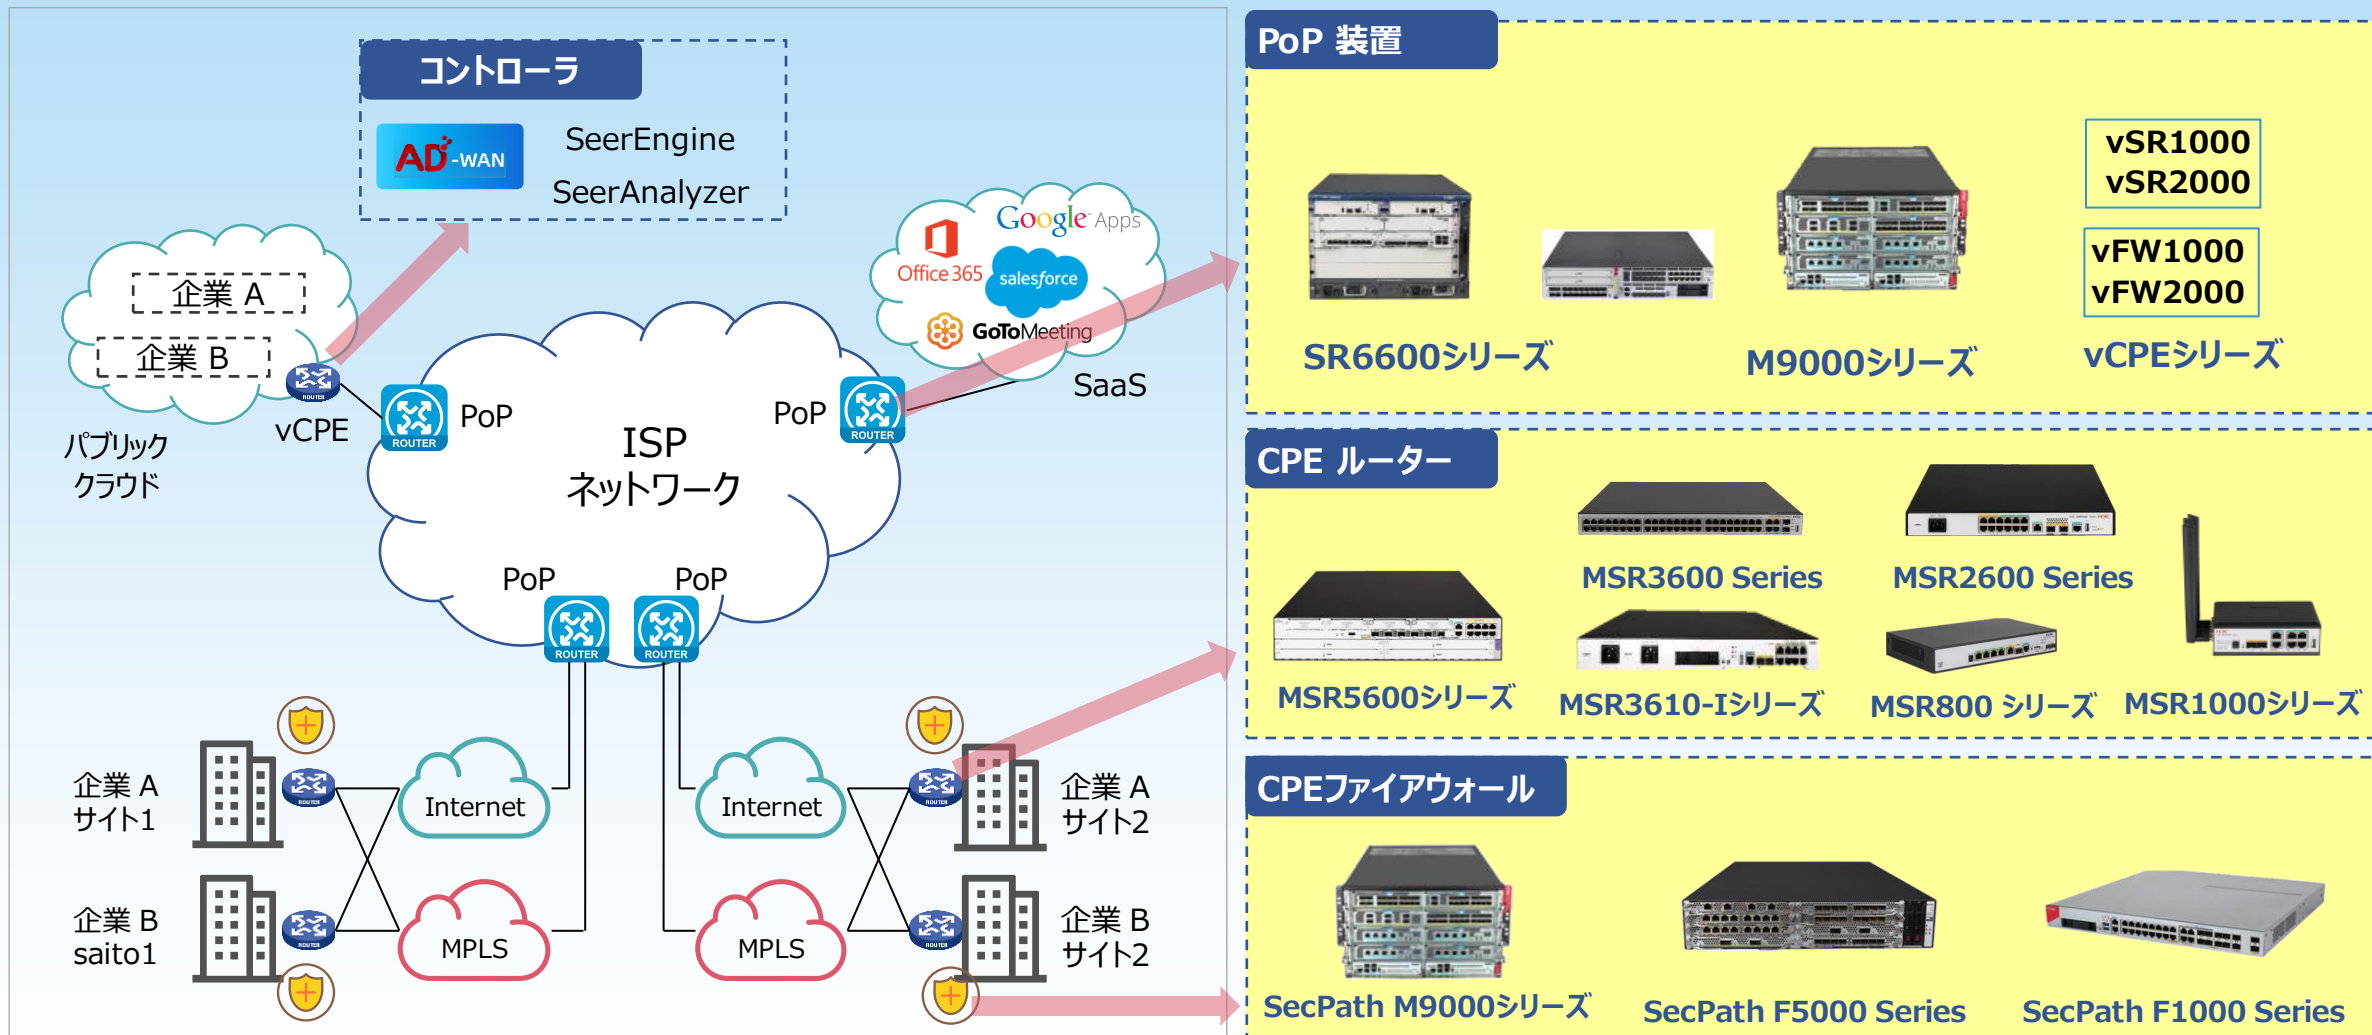 コントローラ
AD-WAN
SeerEngine
SeerAnalyzer
企業 A
企業 B
ROUTER
vCPE
パブリック
クラウド
Office 365
Google Apps
salesforce
GoToMeeting
SaaS
ROUTER
PoP
PoP
ROUTER
ISP
ネットワーク
PoP
PoP
ROUTER
ROUTER
企業 A
サイト1
ROUTER
Internet
Internet
ROUTER
企業 A
サイト2
企業 B
saito1
ROUTER
MPLS
MPLS
ROUTER
企業 B
サイト2
PoP 装置
SR6600シリーズ
M9000シリーズ
vSR1000
vSR2000
vFW1000
vFW2000
vCPEシリーズ
CPE ルーター
MSR3600 Series
MSR2600 Series
MSR5600シリーズ
MSR3610-Iシリーズ
MSR800 シリーズ
MSR1000シリーズ
CPEファイアウォール
SecPath M9000シリーズ
SecPath F5000 Series
SecPath F1000 Series